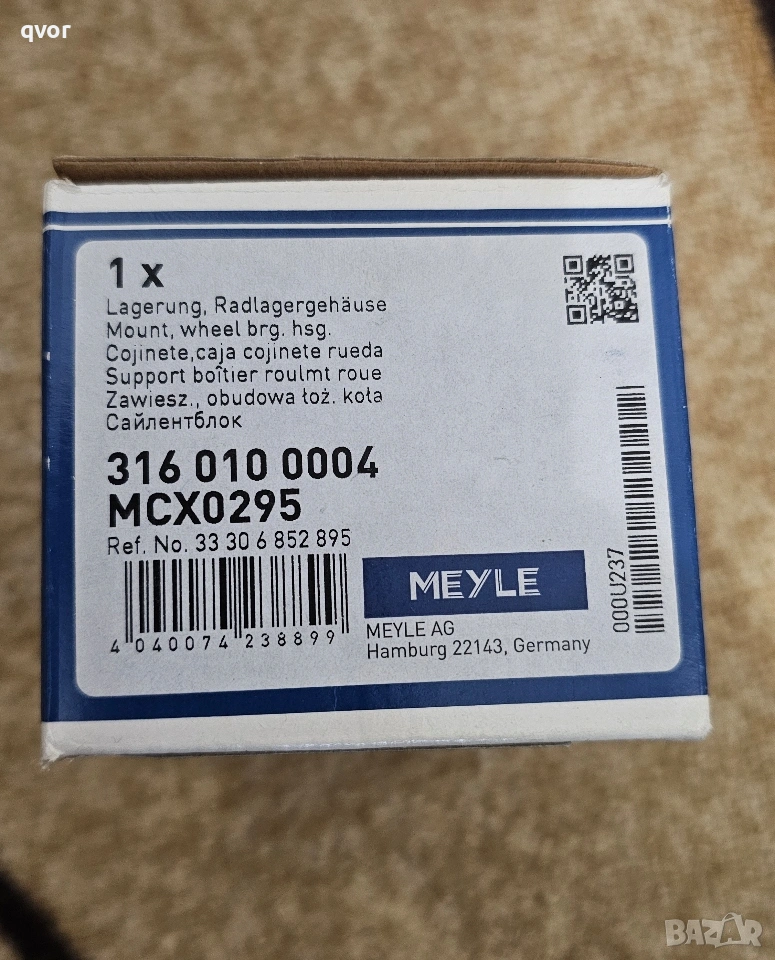 qvor
1 x
Lagerung, Radlagergehäuse
Mount, wheel brg. hsg.
Cojinete,caja cojinete rueda
Support boîtier roulmt roue
Zawiesz., obudowa łoż. koła
Сайлентблок
316 010 0004
MCX0295
Ref. No. 33 30 6 852 895
4 040074 238899
MEYLE
MEYLE AG
Hamburg 22143, Germany
000U237
BAZAR